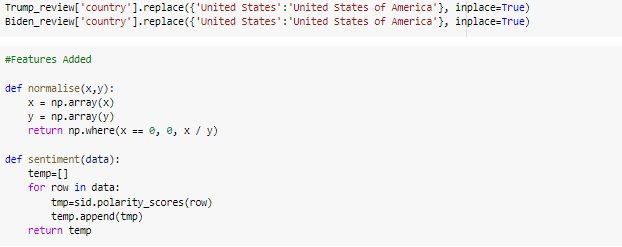 Trump_review['country'].replace({'United States':'United States of America'}, inplace=True)
Biden_review['country'].replace({'United States':'United States of America'}, inplace=True)
#Features Added
def normalise(x,y):
    x = np.array(x)
    y = np.array(y)
    return np.where(x == 0, 0, x / y)
def sentiment(data):
    temp=[]
    for row in data:
        tmp=sid.polarity_scores(row)
        temp.append(tmp)
    return temp